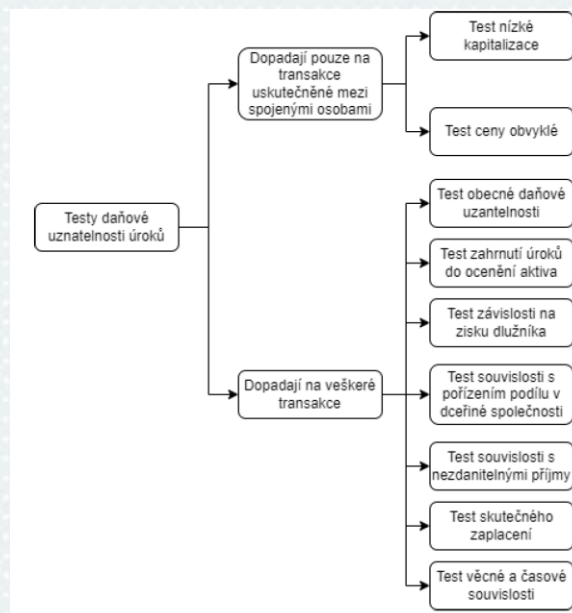 Testy daňové
uznatelnosti úroků
Dopadají pouze na
transakce
uskutečněné mezi
spojenými osobami
Test nízké
kapitalizace
Test ceny obvyklé
Dopadají na veškeré
transakce
Test obecné daňové
uzantelnosti
Test zahrnutí úroků
do ocenění aktiva
Test závislosti na
zisku dlužníka
Test souvislosti s
pořízením podílu v
dceřiné společnosti
Test souvislosti s
nezdanitelnými příjmy
Test skutečného
zaplacení
Test věcné a časové
souvislosti